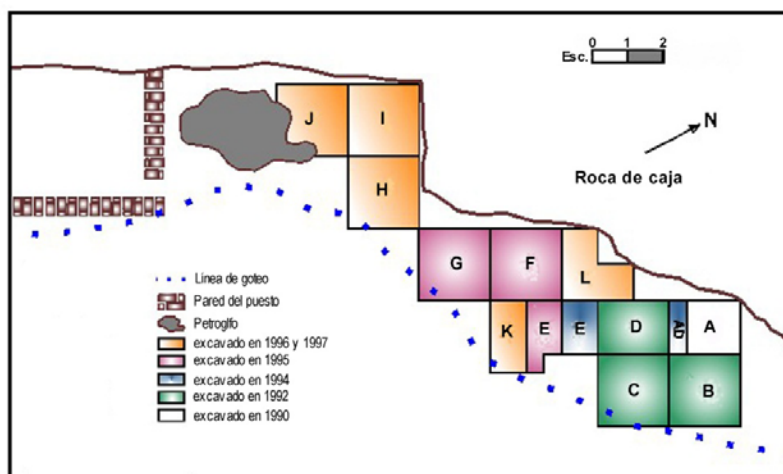 0 1 2
Esc.
N
Roca de caja
J I
H
G F L
K E E D AD A
C B
Linea de goteo
Pared del puesto
Petroglfo
excavado en 1996 y 1997
excavado en 1995
excavado en 1994
excavado en 1992
excavado en 1990